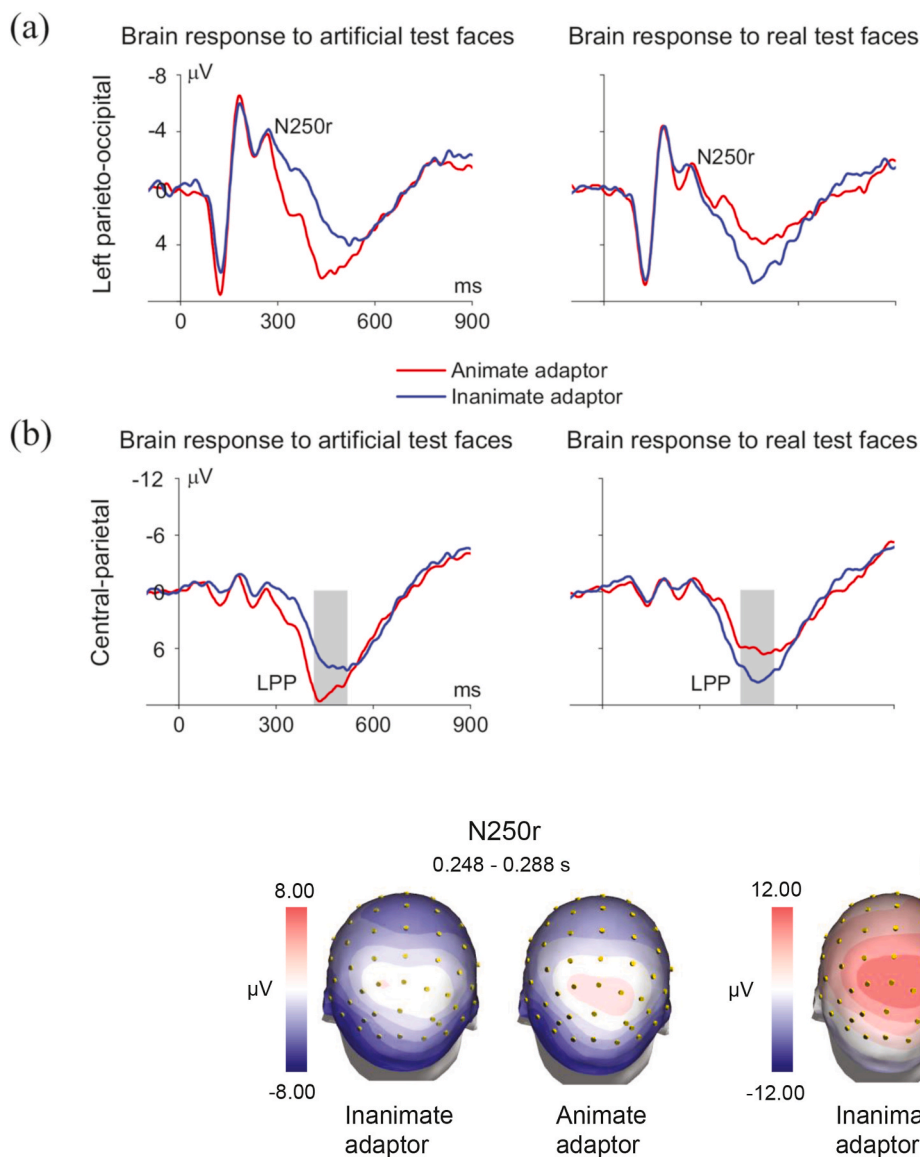 (a)
Brain response to artificial test faces
Brain response to real test faces
Left parieto-occipital
-8
μV
-4
0
4
N250r
N250r
ms
0 300 600 900
Animate adaptor
Inanimate adaptor
(b)
Brain response to artificial test faces
Brain response to real test faces
Central-parietal
-12
μV
-6
0
6
LPP
LPP
ms
0 300 600 900
N250r
0.248 - 0.288 s
8.00
μV
-8.00
12.00
μV
-12.00
Inanimate
adaptor
Animate
adaptor
Inanima
adaptor